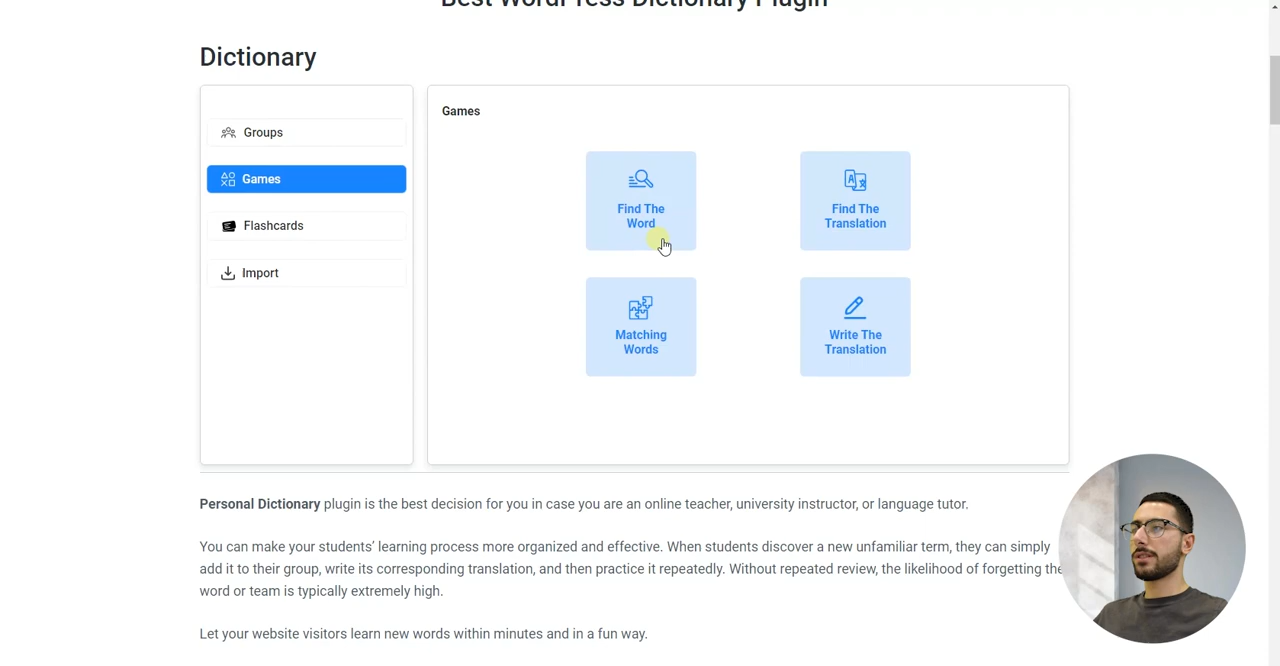 Best WordPress Dictionary Plugin
Dictionary
Groups
Games
Flashcards
Import
Games
Find The
Word
Find The
Translation
Matching
Words
Write The
Translation
Personal Dictionary plugin is the best decision for you in case you are an online teacher, university instructor, or language tutor.
You can make your students' learning process more organized and effective. When students discover a new unfamiliar term, they can simply
add it to their group, write its corresponding translation, and then practice it repeatedly. Without repeated review, the likelihood of forgetting the
word or team is typically extremely high.
Let your website visitors learn new words within minutes and in a fun way.